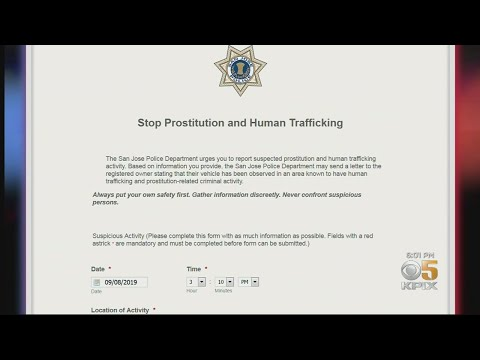 Stop Prostitution and Human Trafficking
The San Jose Police Department urges you to report suspected prostitution and human trafficking
activity. Based on information you provide, the San Jose Police Department may send a letter to the
registered owner stating that their vehicle has been observed in an area known to have human
trafficking and prostitution-related criminal activity.
Always put your own safety first. Gather information discreetly. Never confront suspicious
persons.
Suspicious Activity (Please complete this form with as much information as possible. Fields with a red
astrick * are mandatory and must be completed before form can be submitted.)
Date * Time *
09/08/2019 3 : 10 PM
Date Hour Minutes
Location of Activity *
6:01 PM
5
KPIX